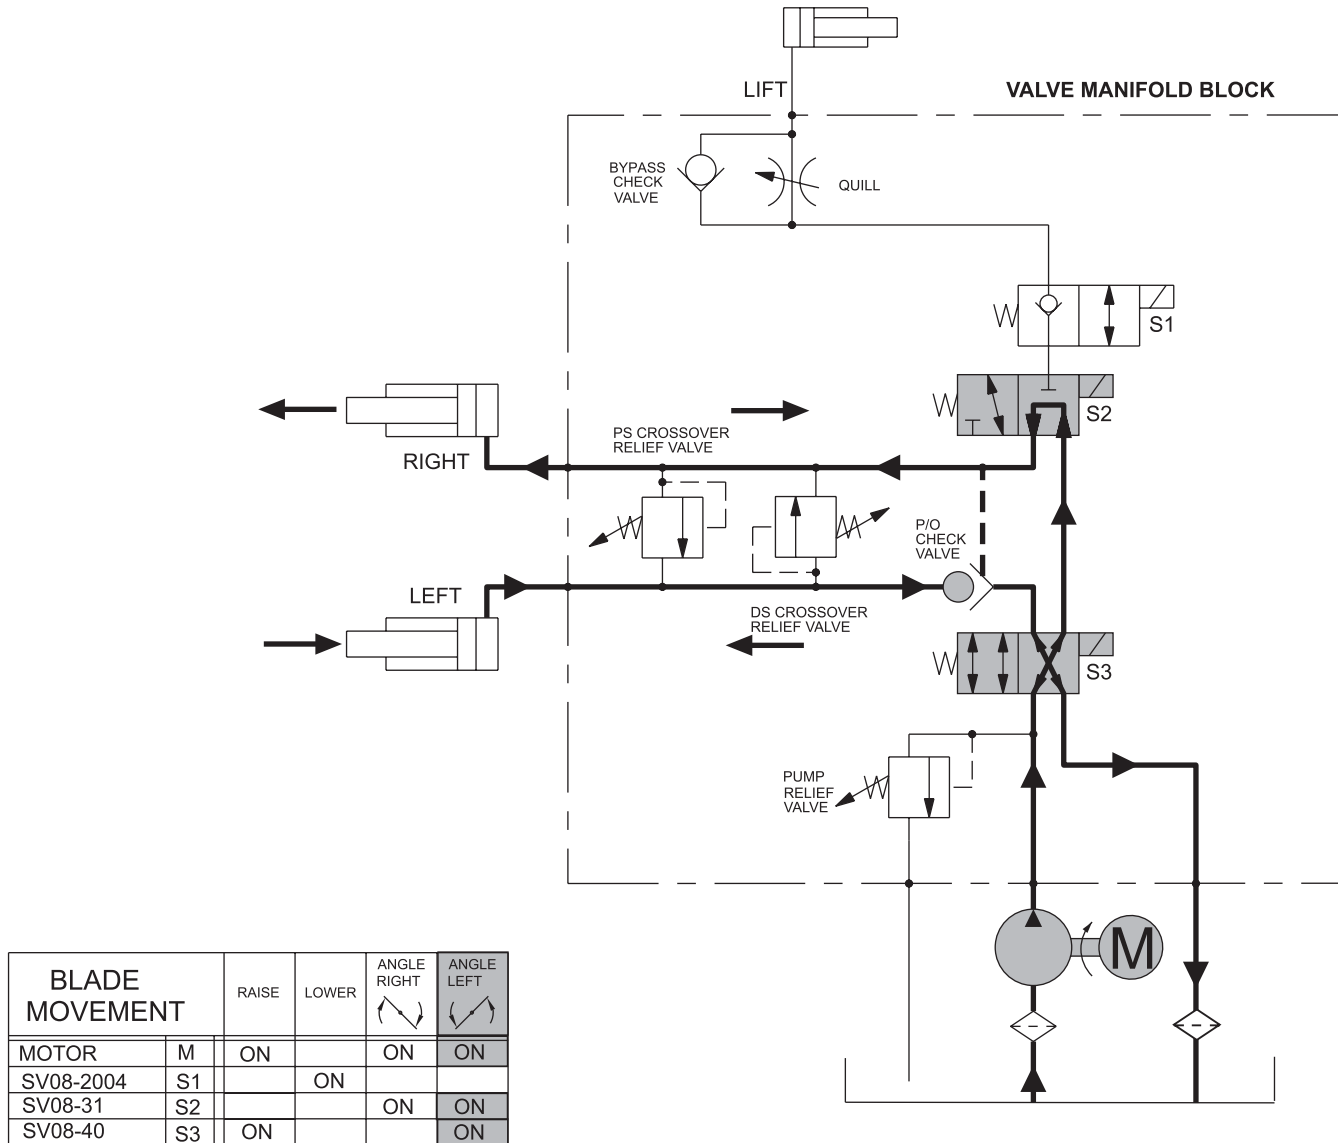 LIFT
VALVE MANIFOLD BLOCK
BYPASS
CHECK
VALVE
QUILL
S1
S2
PS CROSSOVER
RELIEF VALVE
RIGHT
P/O
CHECK
VALVE
LEFT
DS CROSSOVER
RELIEF VALVE
S3
PUMP
RELIEF
VALVE
M
BLADE
MOVEMENT
RAISE
LOWER
ANGLE
RIGHT
ANGLE
LEFT
MOTOR M ON ON ON
SV08-2004 S1 ON
SV08-31 S2 ON ON
SV08-40 S3 ON ON